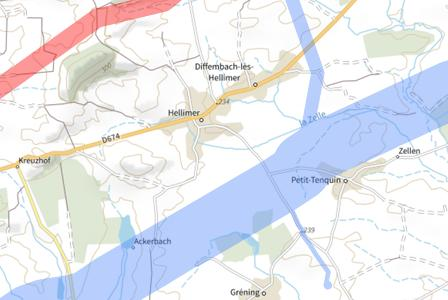 300
Diffembach-lès-
Hellimer
234
Hellimer
la Zelle
D674
Kreuzhof
Zellen
Petit-Tenquin
239
Ackerbach
Gréning